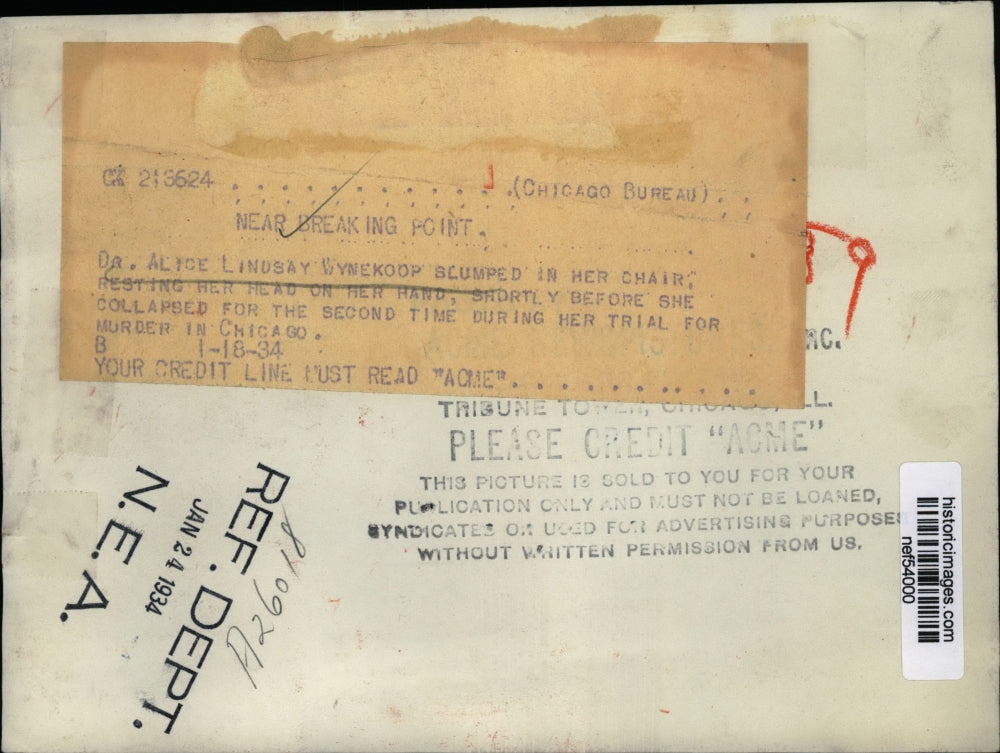 213624 . . . . . . . . . . . . (CHICAGO BUREAU). . .
NEAR BREAKING POINT.
DR. ALICE LINDSAY WYNEKOOP SLUMPED IN HER CHAIR,
RESTING HER HEAD ON HER HAND, SHORTLY BEFORE SHE
COLLAPSED FOR THE SECOND TIME DURING HER TRIAL FOR
MURDER IN CHICAGO.
B 1-18-34
YOUR CREDIT LINE MUST READ "ACME". . . . . . . . . .
TRIBUNE TOWER, CHICAGO, ILL.
PLEASE CREDIT "ACME"
THIS PICTURE IS SOLD TO YOU FOR YOUR
PUBLICATION ONLY AND MUST NOT BE LOANED,
SYNDICATED OR USED FOR ADVERTISING PURPOSES
WITHOUT WRITTEN PERMISSION FROM US.
REF. DEPT.
JAN 24 1934
N.E.A.
historicimages.com
nef54000